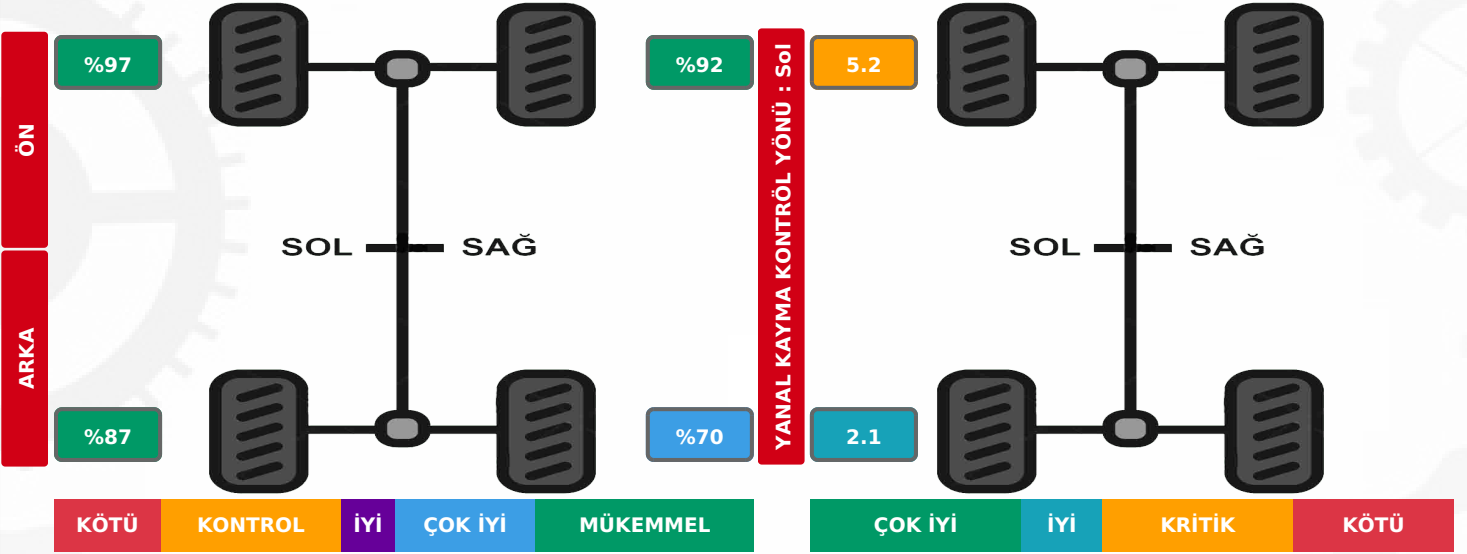 ÖN
%97
%92
YANAL KAYMA KONTRÖL YÖNÜ : Sol
5.2
SOL
SAĞ
SOL
SAĞ
ARKA
%87
%70
2.1
KÖTÜ
KONTROL
İYİ
ÇOK İYİ
MÜKEMMEL
ÇOK İYİ
İYİ
KRİTİK
KÖTÜ